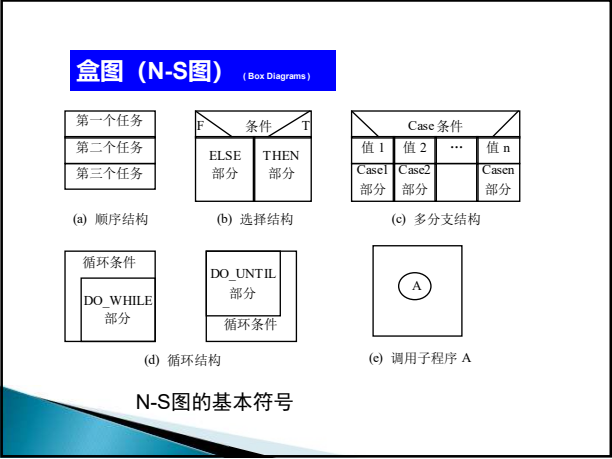 盒图（N-S图） ( Box Diagrams )
第一个任务
第二个任务
第三个任务
(a) 顺序结构
F 条件 T
ELSE THEN
部分 部分
(b) 选择结构
Case 条件
值 1 值 2 … 值 n
Case1 Case2 Casen
部分 部分 部分
(c) 多分支结构
循环条件
DO_WHILE
部分
DO_UNTIL
部分
循环条件
(d) 循环结构
A
(e) 调用子程序 A
N-S图的基本符号